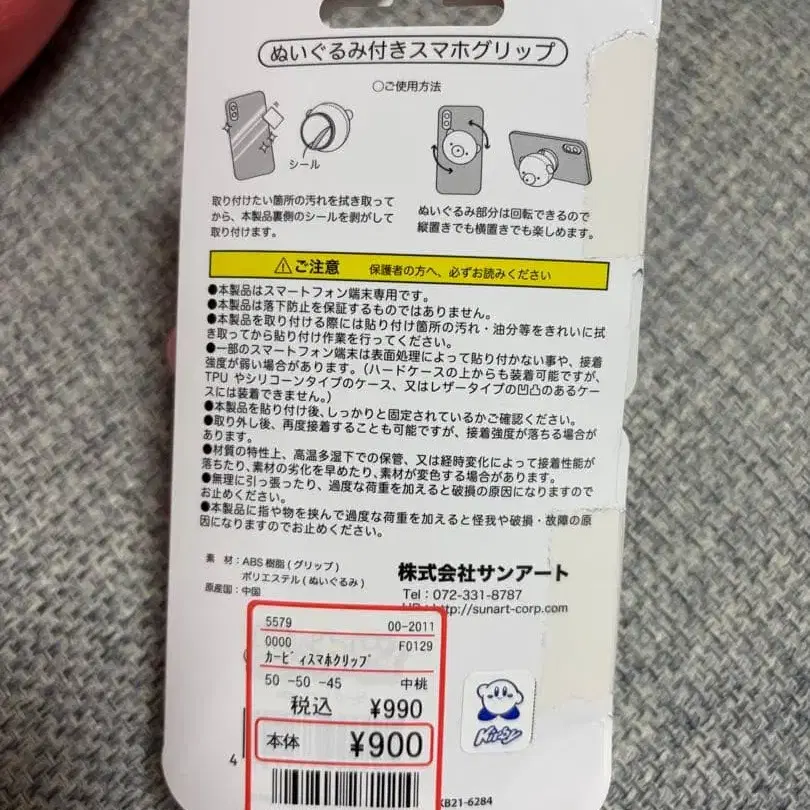 ぬいぐるみ付きスマホグリップ
○ご使用方法
シール
取り付けたい箇所の汚れを拭き取って
から、本製品裏側のシールを剥がして
取り付けます。
ぬいぐるみ部分は回転できるので
縦置きでも横置きでも楽しめます。
⚠ご注意 保護者の方へ、必ずお読みください
●本製品はスマートフォン端末専用です。
●本製品は落下防止を保証するものではありません。
●本製品を取り付ける際には貼り付け箇所の汚れ・油分等をきれいに拭
き取ってから貼り付け作業を行ってください。
●一部のスマートフォン端末は表面処理によって貼り付かない事や、接着
強度が弱い場合があります。(ハードケースの上からも装着可能ですが、
TPU やシリコーンタイプのケース、又はレザータイプの凹凸のあるケー
スには装着できません。)
●本製品を貼り付け後、しっかりと固定されているかご確認ください。
●取り外し後、再度接着することも可能ですが、接着強度が落ちる場合が
あります。
●材質の特性上、高温多湿下での保管、又は経時変化によって接着性能が
落ちたり、素材の劣化を早めたり、素材が変色する場合があります。
●無理に引っ張ったり、過度な荷重を加えると破損の原因になりますので
お止めください。
●本製品に指や物を挟んで過度な荷重を加えると怪我や破損・故障の原
因になりますのでお止めください。
素 材：ABS 樹脂(グリップ)
ポリエステル(ぬいぐるみ)
原産国：中国
株式会社サンアート
Tel：072-331-8787
http://sunart-corp.com
5579 00-2011
0000 F0129
カービィスマホクリップ
50 -50 -45 中桃
税込 ¥990
本体 ¥900
4
Kirby
KB21-6284